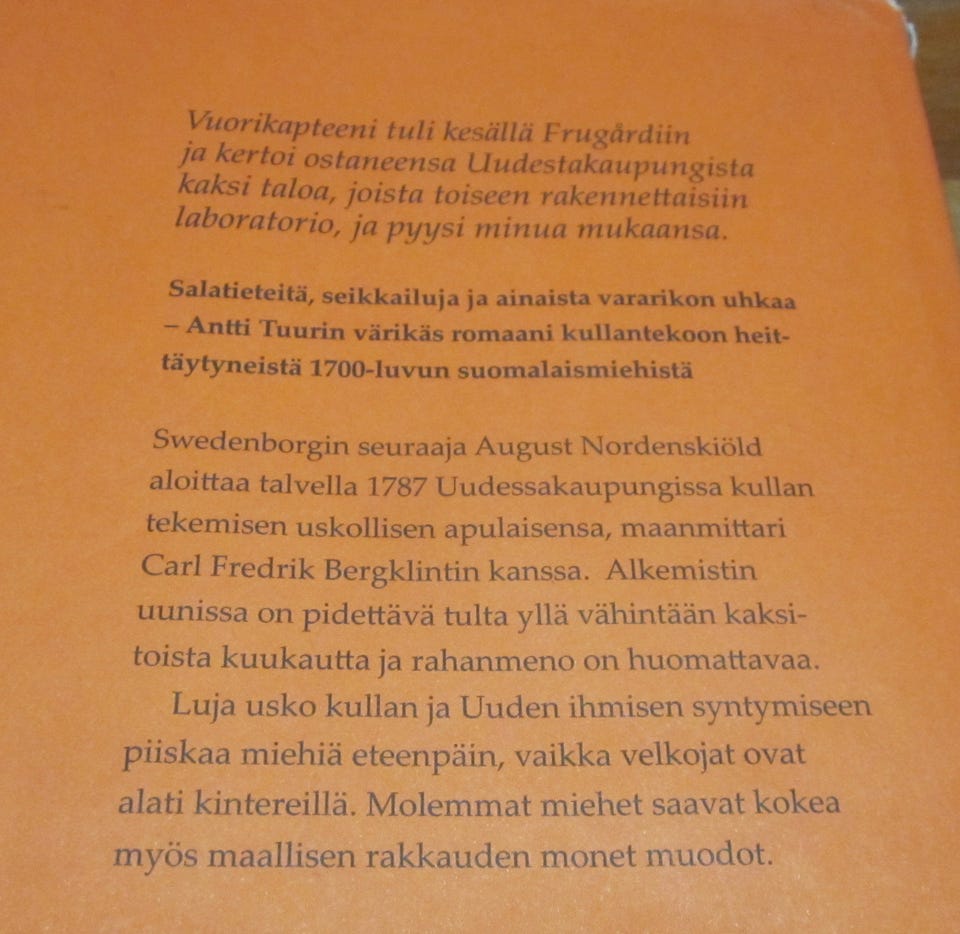 Vuorikapteeni tuli kesällä Frugårdiin
ja kertoi ostaneensa Uudestakaupungista
kaksi taloa, joista toiseen rakennettaisiin
laboratorio, ja pyysi minua mukaansa.
Salatieteitä, seikkailuja ja ainaista vararikon uhkaa
– Antti Tuurin värikäs romaani kullantekoon heit-
täytyneistä 1700-luvun suomalaismiehistä
Swedenborgin seuraaja August Nordenskiöld
aloittaa talvella 1787 Uudessakaupungissa kullan
tekemisen uskollisen apulaisensa, maanmittari
Carl Fredrik Bergklintin kanssa. Alkemistin
uunissa on pidettävä tulta yllä vähintään kaksi-
toista kuukautta ja rahanmeno on huomattavaa.
Luja usko kullan ja Uuden ihmisen syntymiseen
piiskaa miehiä eteenpäin, vaikka velkojat ovat
alati kintereillä. Molemmat miehet saavat kokea
myös maallisen rakkauden monet muodot.